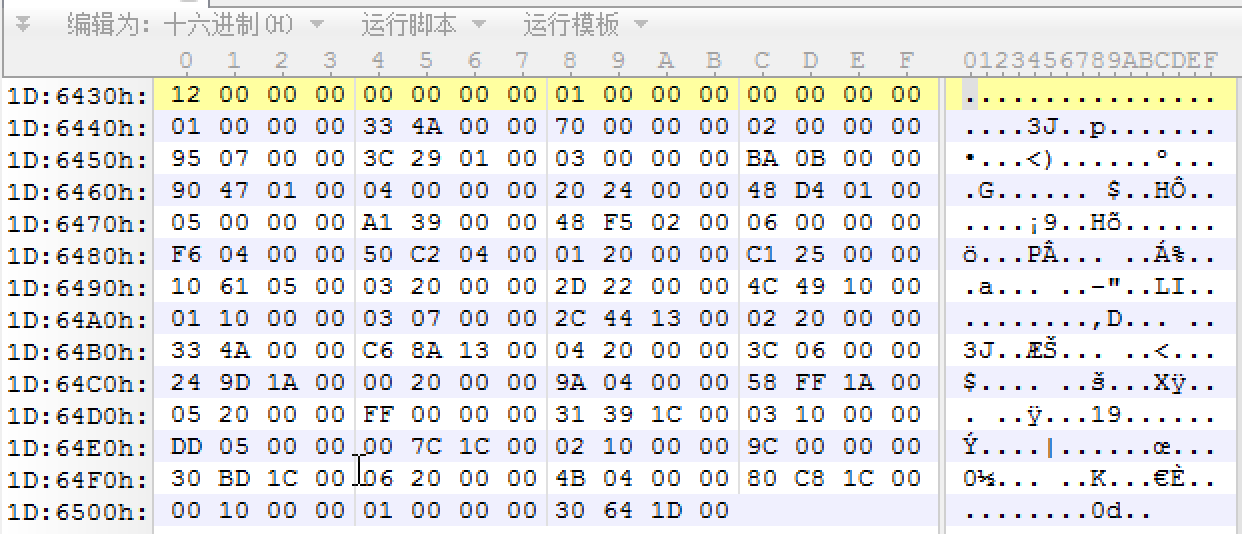 编辑为: 十六进制(H) 运行脚本 运行模板
0 1 2 3 4 5 6 7 8 9 A B C D E F 0123456789ABCDEF
1D:6430h: 12 00 00 00 00 00 00 00 01 00 00 00 00 00 00 00 ................
1D:6440h: 01 00 00 00 33 4A 00 00 70 00 00 00 02 00 00 00 ....3J..p.......
1D:6450h: 95 07 00 00 3C 29 01 00 03 00 00 00 BA 0B 00 00 •...<)......º...
1D:6460h: 90 47 01 00 04 00 00 00 20 24 00 00 48 D4 01 00 .G...... $..HÔ..
1D:6470h: 05 00 00 00 A1 39 00 00 48 F5 02 00 06 00 00 00 ....¡9..Hõ......
1D:6480h: F6 04 00 00 50 C2 04 00 01 20 00 00 C1 25 00 00 ö...PÂ... ..Á%..
1D:6490h: 10 61 05 00 03 20 00 00 2D 22 00 00 4C 49 10 00 .a... ..-"..LI..
1D:64A0h: 01 10 00 00 03 07 00 00 2C 44 13 00 02 20 00 00 ........,D... ..
1D:64B0h: 33 4A 00 00 C6 8A 13 00 04 20 00 00 3C 06 00 00 3J..ÆŠ... ..<...
1D:64C0h: 24 9D 1A 00 00 20 00 00 9A 04 00 00 58 FF 1A 00 $.... ..š...Xÿ..
1D:64D0h: 05 20 00 00 FF 00 00 00 31 39 1C 00 03 10 00 00 . ..ÿ...19......
1D:64E0h: DD 05 00 00 00 7C 1C 00 02 10 00 00 9C 00 00 00 Ý....|......œ...
1D:64F0h: 30 BD 1C 00 06 20 00 00 4B 04 00 00 80 C8 1C 00 0½... ..K...€È..
1D:6500h: 00 10 00 00 01 00 00 00 30 64 1D 00 ........0d..